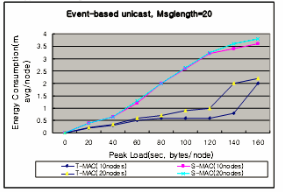 Event-based unicast, Msglength=20
Energy Consumption(m
avg/node)
4
3.5
3
2.5
2
1.5
1
0.5
0
0 20 40 60 80 100 120 140 160
Peak Load(sec, bytes/node)
T-MAC(10nodes) S-MAC(10nodes)
T-MAC(20nodes) S-MAC(20nodes)